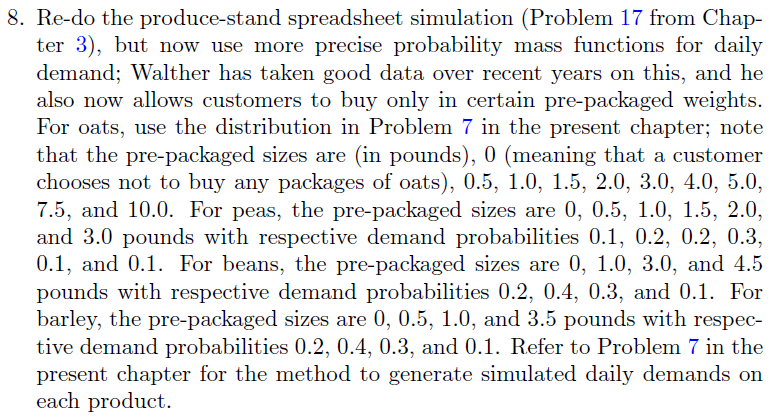 8. Re-do the produce-stand spreadsheet simulation (Problem 17 from Chap-
ter 3), but now use more precise probability mass functions for daily
demand; Walther has taken good data over recent years on this, and he
also now allows customers to buy only in certain pre-packaged weights.
For oats, use the distribution in Problem 7 in the present chapter; note
that the pre-packaged sizes are (in pounds), 0 (meaning that a customer
chooses not to buy any packages of oats), 0.5, 1.0, 1.5, 2.0, 3.0, 4.0, 5.0,
7.5, and 10.0. For peas, the pre-packaged sizes are 0, 0.5, 1.0, 1.5, 2.0,
and 3.0 pounds with respective demand probabilities 0.1, 0.2, 0.2, 0.3,
0.1, and 0.1. For beans, the pre-packaged sizes are 0, 1.0, 3.0, and 4.5
pounds with respective demand probabilities 0.2, 0.4, 0.3, and 0.1. For
barley, the pre-packaged sizes are 0, 0.5, 1.0, and 3.5 pounds with respec-
tive demand probabilities 0.2, 0.4, 0.3, and 0.1. Refer to Problem 7 in the
present chapter for the method to generate simulated daily demands on
each product.